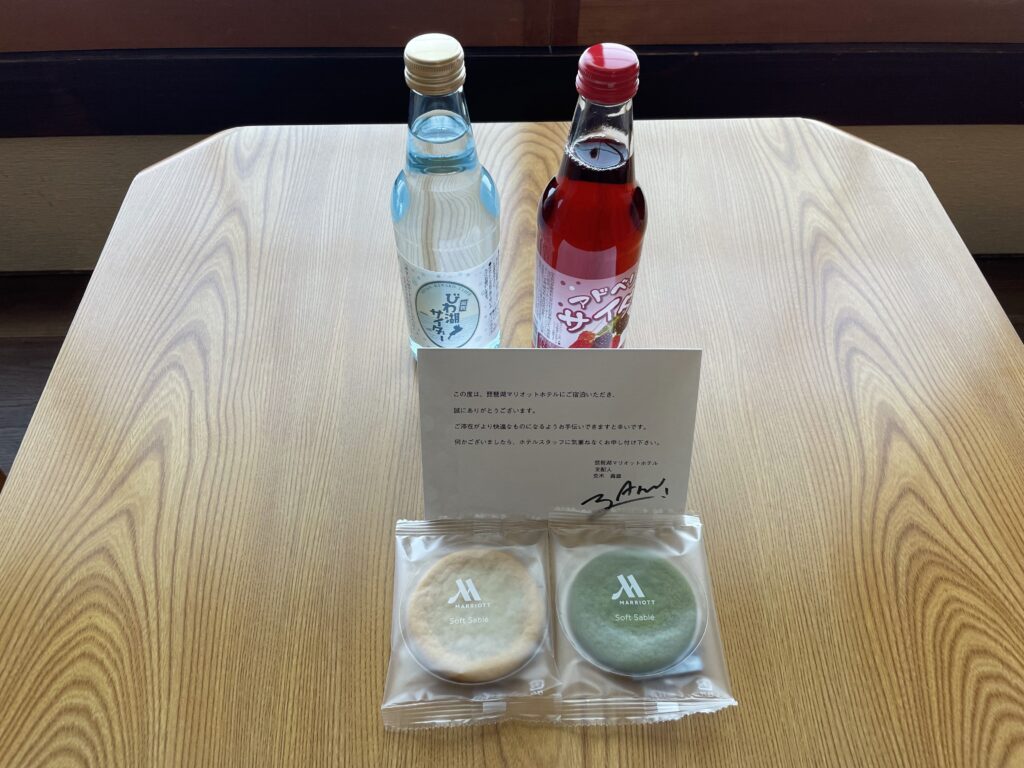 びわ湖
サイダー
アドベリー
サイダ
この度は、琵琶湖マリオットホテルにご宿泊いただき、
誠にありがとうございます。
ご滞在がより快適なものになるようお手伝いできますと幸いです。
何かございましたら、ホテルスタッフに気兼ねなくお申し付け下さい。
琵琶湖マリオットホテル
支配人
MARRIOTT
Soft Sablé
MARRIOTT
Soft Sablé